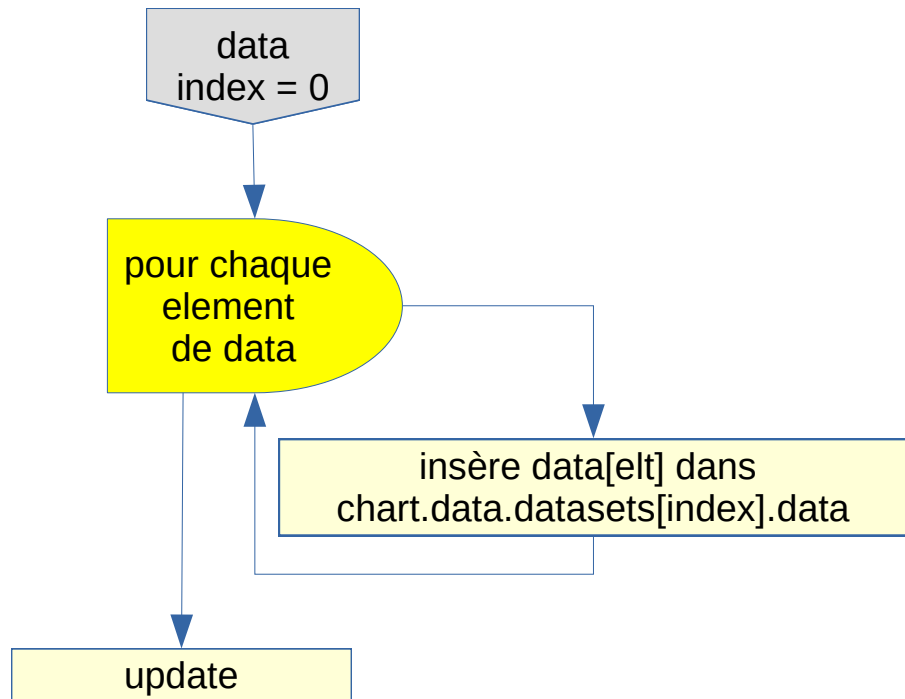 data
index = 0
pour chaque
element
de data
insère data[elt] dans
chart.data.datasets[index].data
update